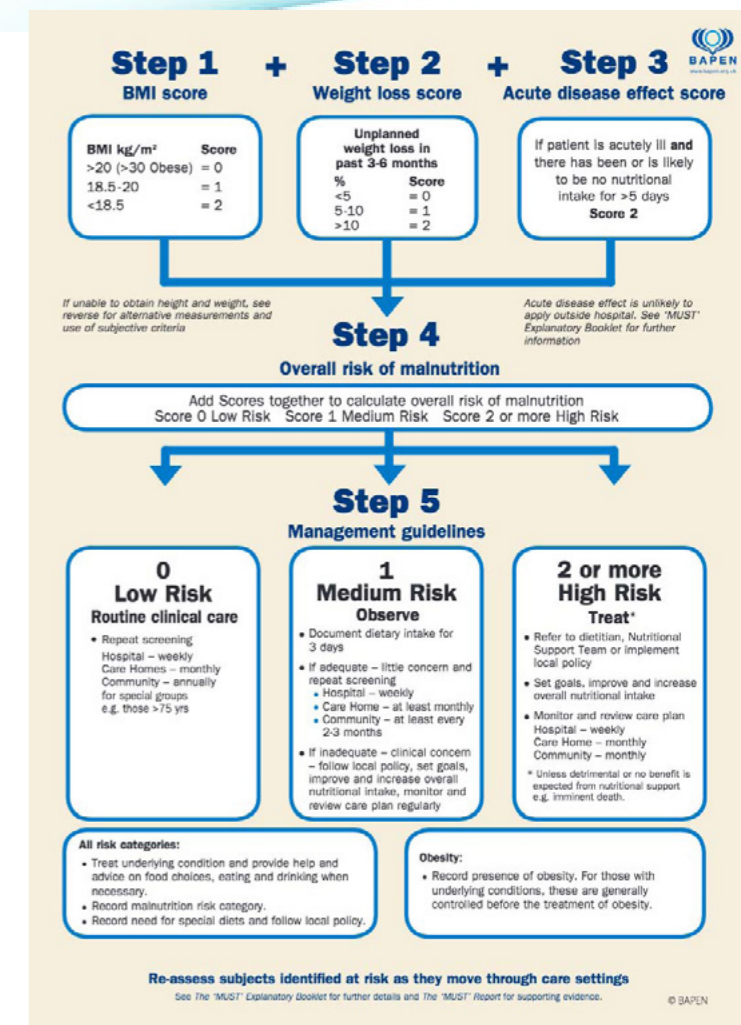 BAPEN
www.bapen.org.uk
Step 1 + Step 2 + Step 3
BMI score
Weight loss score
Acute disease effect score
BMI kg/m² Score
>20 (>30 Obese) = 0
18.5-20 = 1
<18.5 = 2
Unplanned
weight loss in
past 3-6 months
% Score
<5 = 0
5-10 = 1
>10 = 2
If patient is acutely ill and
there has been or is likely
to be no nutritional
intake for >5 days
Score 2
If unable to obtain height and weight, see
reverse for alternative measurements and
use of subjective criteria
Acute disease effect is unlikely to
apply outside hospital. See 'MUST'
Explanatory Booklet for further
information
Step 4
Overall risk of malnutrition
Add Scores together to calculate overall risk of malnutrition
Score 0 Low Risk Score 1 Medium Risk Score 2 or more High Risk
Step 5
Management guidelines
0
Low Risk
Routine clinical care
• Repeat screening
Hospital – weekly
Care Homes – monthly
Community – annually
for special groups
e.g. those >75 yrs
1
Medium Risk
Observe
• Document dietary intake for
3 days
• If adequate – little concern and
repeat screening
• Hospital – weekly
• Care Home – at least monthly
• Community – at least every
2-3 months
• If inadequate – clinical concern
– follow local policy, set goals,
improve and increase overall
nutritional intake, monitor and
review care plan regularly
2 or more
High Risk
Treat*
• Refer to dietitian, Nutritional
Support Team or implement
local policy
• Set goals, improve and increase
overall nutritional intake
• Monitor and review care plan
Hospital – weekly
Care Home – monthly
Community – monthly
* Unless detrimental or no benefit is
expected from nutritional support
e.g. imminent death.
All risk categories:
• Treat underlying condition and provide help and
advice on food choices, eating and drinking when
necessary.
• Record malnutrition risk category.
• Record need for special diets and follow local policy.
Obesity:
• Record presence of obesity. For those with
underlying conditions, these are generally
controlled before the treatment of obesity.
Re-assess subjects identified at risk as they move through care settings
See The 'MUST' Explanatory Booklet for further details and The 'MUST' Report for supporting evidence.
© BAPEN